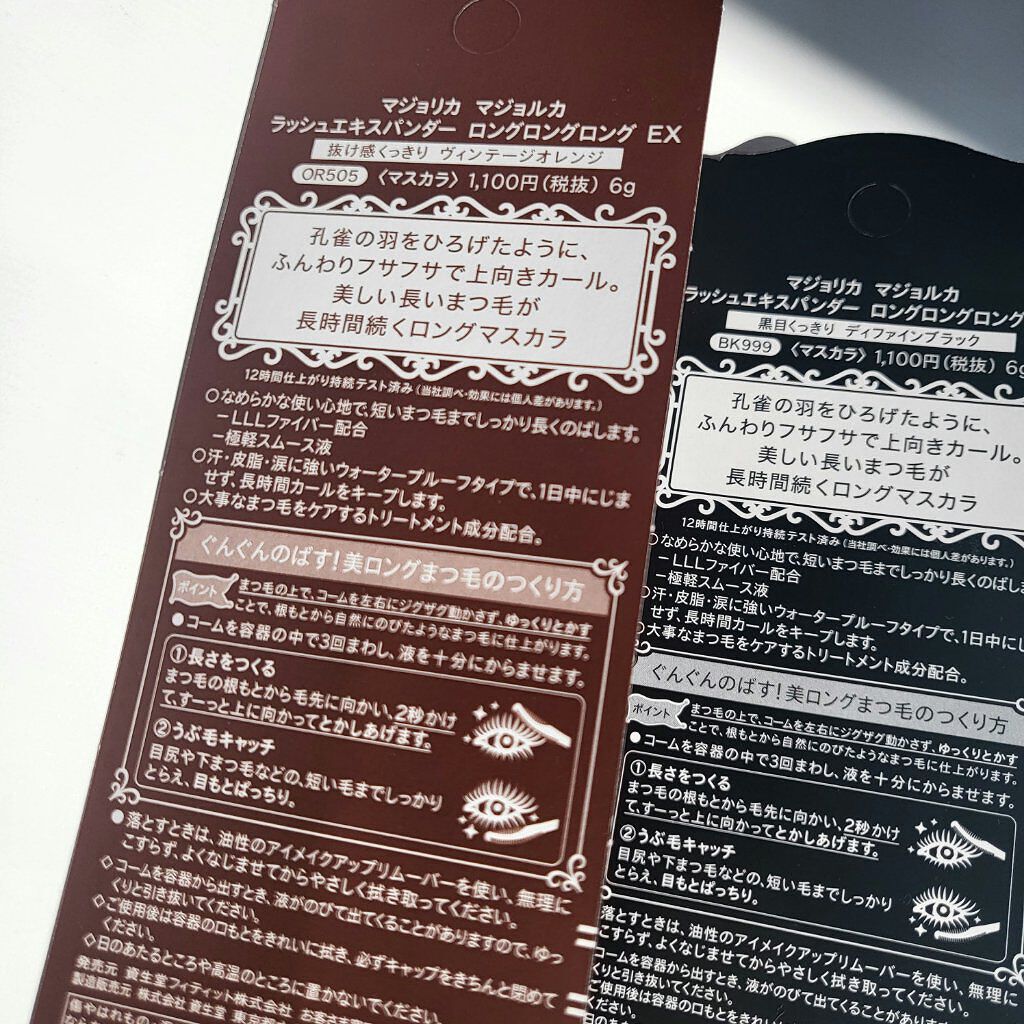 マジョリカ マジョルカ
ラッシュエキスパンダー ロングロングロング EX
抜け感くっきり ヴィンテージオレンジ
OR505 〈マスカラ〉 1,100円(税抜) 6g
孔雀の羽をひろげたように、
ふんわりフサフサで上向きカール。
美しい長いまつ毛が
長時間続くロングマスカラ
12時間仕上がり持続テスト済み(当社調べ・効果には個人差があります。)
○なめらかな使い心地で、短いまつ毛までしっかり長くのばします。
－LLLファイバー配合
－極軽スムース液
○汗・皮脂・涙に強いウォータープルーフタイプで、1日中にじま
せず、長時間カールをキープします。
○大事なまつ毛をケアするトリートメント成分配合。
ぐんぐんのばす!美ロングまつ毛のつくり方
ポイント
まつ毛の上で、コームを左右にジグザグ動かさず、ゆっくりとかす
ことで、根もとから自然にのびたようなまつ毛に仕上がります。
●コームを容器の中で3回まわし、液を十分にからませます。
①長さをつくる
まつ毛の根もとから毛先に向かい、2秒かけ
て、すーっと上に向かってとかしあげます。
②うぶ毛キャッチ
目尻や下まつ毛などの、短い毛までしっかり
とらえ、目もとぱっちり。
●落とすときは、油性のアイメイクアップリムーバーを使い、無理に
こすらず、よくなじませてからやさしく拭き取ってください。
◇コームを容器から出すとき、液がのびて出てくることがありますので、ゆっ
くりと引き抜いてください。
◇ご使用後は容器の口もとをきれいに拭き、必ずキャップをきちんと閉めて
ください。
◇日のあたるところや高温のところに置かないでください。
発売元 資生堂フィティット株式会社 お客さま
製造販売元 株式会社 資生堂 東京都
傷やはれもの
マジョリカ マジョルカ
ラッシュエキスパンダー ロングロングロング
黒目くっきり ディファインブラック
BK999 〈マスカラ〉 1,100円(税抜) 6g
孔雀の羽をひろげたように、
ふんわりフサフサで上向きカール。
美しい長いまつ毛が
長時間続くロングマスカラ
12時間仕上がり持続テスト済み(当社調べ・効果には個人差があります。)
○なめらかな使い心地で、短いまつ毛までしっかり長くのばし
－LLLファイバー配合
－極軽スムース液
○汗・皮脂・涙に強いウォータープルーフタイプで、1日中に
せず、長時間カールをキープします。
○大事なまつ毛をケアするトリートメント成分配合。
ぐんぐんのばす!美ロングまつ毛のつくり方
ポイント
まつ毛の上で、コームを左右にジグザグ動かさず、ゆっくりとかす
ことで、根もとから自然にのびたようなまつ毛に仕上がります。
●コームを容器の中で3回まわし、液を十分にからませます。
①長さをつくる
まつ毛の根もとから毛先に向かい、2秒かけ
て、すーっと上に向かってとかしあげます。
②うぶ毛キャッチ
目尻や下まつ毛などの、短い毛までしっかり
とらえ、目もとぱっちり。
落とすときは、油性のアイメイクアップリムーバーを使い、無理に
こすらず、よくなじませてからやさしく拭き取ってください。
コームを容器から出すとき、液がのびて出てくることがありますので、ゆっ
くりと引き抜いてください。
ご使用後は容器の口もとをきれいに拭き、必ずキャップをきちんと閉めて
ください。